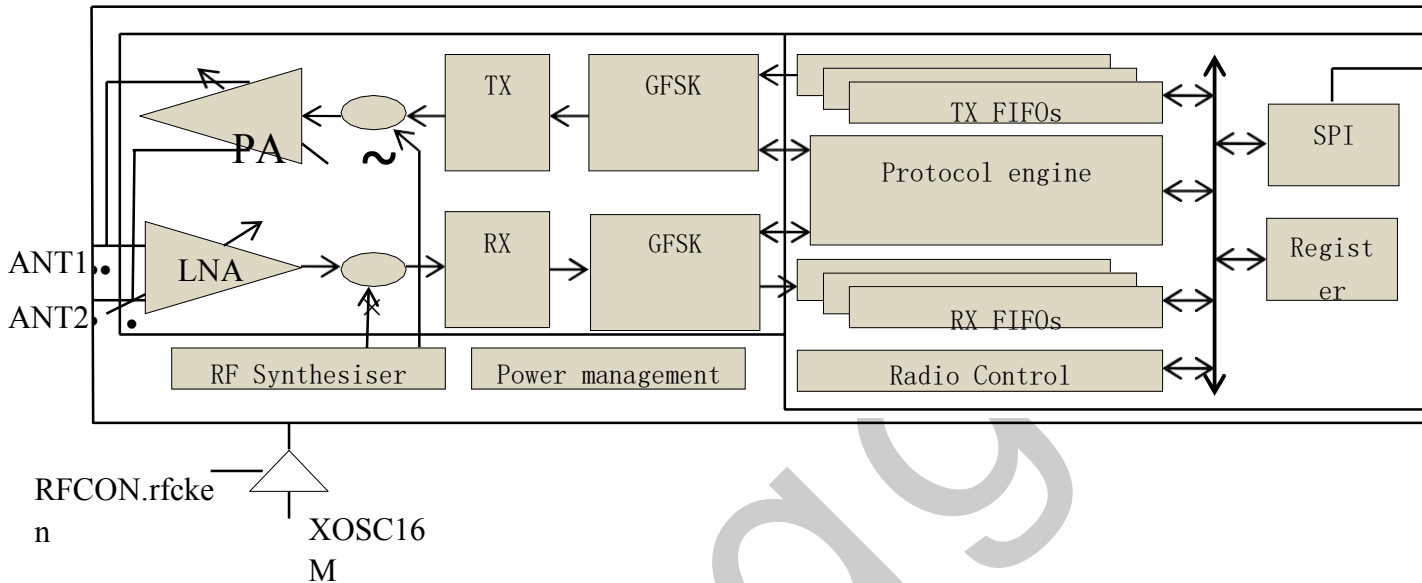 TX
GFSK
TX FIFOs
PA
~
SPI
Protocol engine
RX
GFSK
LNA
ANT1
ANT2
Regist
er
RX FIFOs
RF Synthesiser
Power management
Radio Control
RFCON.rfcke
n
XOSC16
M